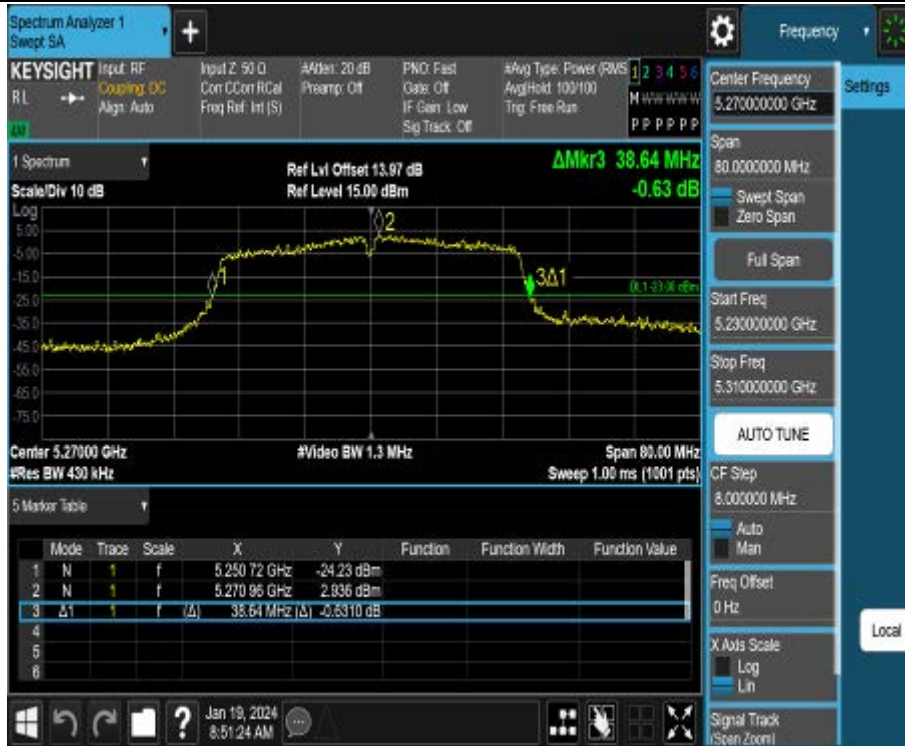 Spectrum Analyzer 1
Swept SA
Frequency
KEYSIGHT
RL
Input: RF
Coupling: DC
Align: Auto
Input Z: 50 Ω
Corr CCorr RCal
Freq Ref: Int (S)
#Atten: 20 dB
Preamp: Off
PNO: Fast
Gate: Off
IF Gain: Low
Sig Track: Off
#Avg Type: Power (RMS
Avg|Hold: 100/100
Trig: Free Run
1 2 3 4 5 6
M W W W W W
P P P P P P
Center Frequency
5.270000000 GHz
Settings
1 Spectrum
Ref Lvl Offset 13.97 dB
ΔMkr3 38.64 MHz
Scale/Div 10 dB
Ref Level 15.00 dBm
-0.63 dB
Log
5.00
-5.00
-15.0
-25.0
-35.0
-45.0
-55.0
-65.0
-75.0
2
1
3Δ1
DL1 -23.06 dBm
Center 5.27000 GHz
#Video BW 1.3 MHz
Span 80.00 MHz
#Res BW 430 kHz
Sweep 1.00 ms (1001 pts)
Span
80.0000000 MHz
Swept Span
Zero Span
Full Span
Start Freq
5.230000000 GHz
Stop Freq
5.310000000 GHz
AUTO TUNE
CF Step
8.000000 MHz
Auto
Man
Freq Offset
0 Hz
X Axis Scale
Log
Lin
Signal Track
(Span Zoom)
Local
5 Marker Table
Mode Trace Scale X Y Function Function Width Function Value
1 N 1 f 5.250 72 GHz -24.23 dBm
2 N 1 f 5.270 96 GHz 2.936 dBm
3 Δ1 1 f (Δ) 38.64 MHz (Δ) -0.6310 dB
4
5
6
?
Jan 19, 2024
8:51:24 AM